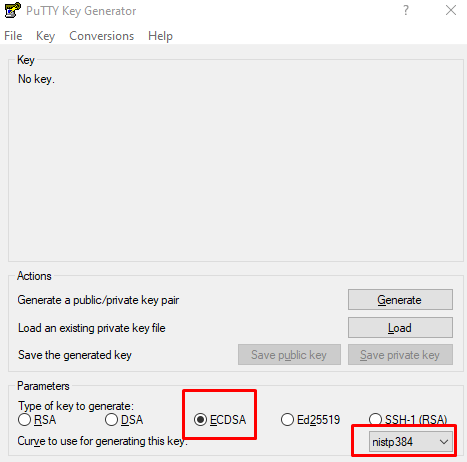 PuTTY Key Generator ?
File Key Conversions Help
Key
No key.
Actions
Generate a public/private key pair Generate
Load an existing private key file Load
Save the generated key Save public key Save private key
Parameters
Type of key to generate:
RSA DSA ECDSA Ed25519 SSH-1 (RSA)
Curve to use for generating this key: nistp384